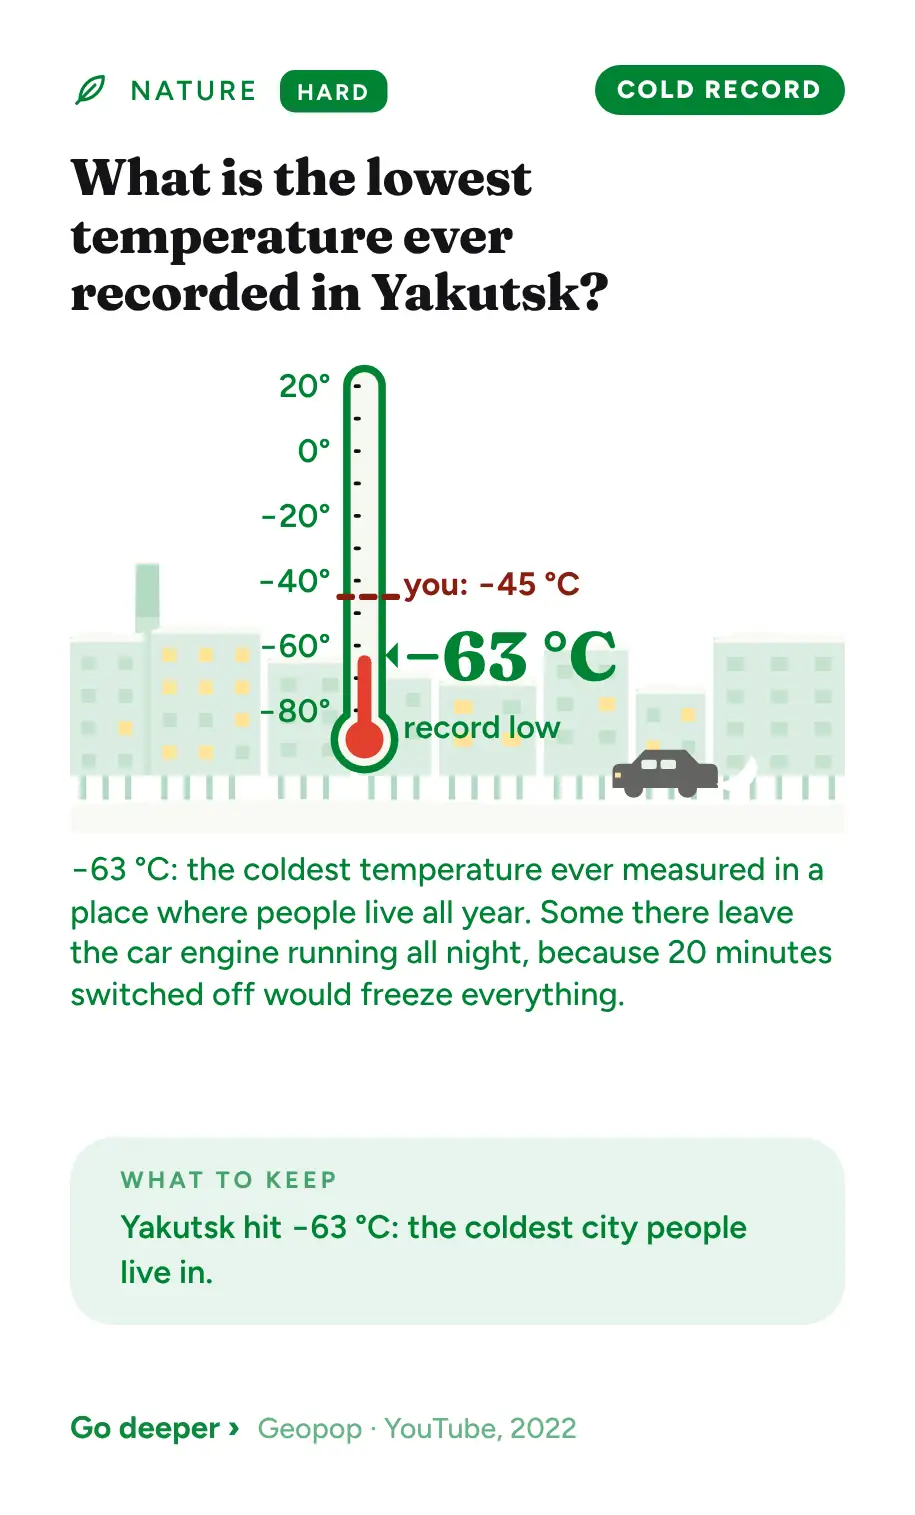 NATURE HARD COLD RECORD
What is the lowest
temperature ever
recorded in Yakutsk?
20°
0°
−20°
−40°
you: −45 °C
−60°
−63 °C
−80°
record low
−63 °C: the coldest temperature ever measured in a
place where people live all year. Some there leave
the car engine running all night, because 20 minutes
switched off would freeze everything.
WHAT TO KEEP
Yakutsk hit −63 °C: the coldest city people
live in.
Go deeper › Geopop · YouTube, 2022